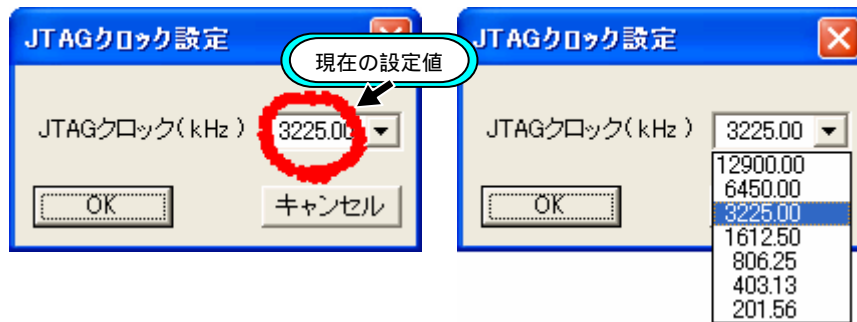 JTAGクロック設定
現在の設定値
JTAGクロック(kHz)
3225.00
OK
キャンセル
JTAGクロック設定
JTAGクロック(kHz)
3225.00
12900.00
6450.00
3225.00
1612.50
806.25
403.13
201.56
OK